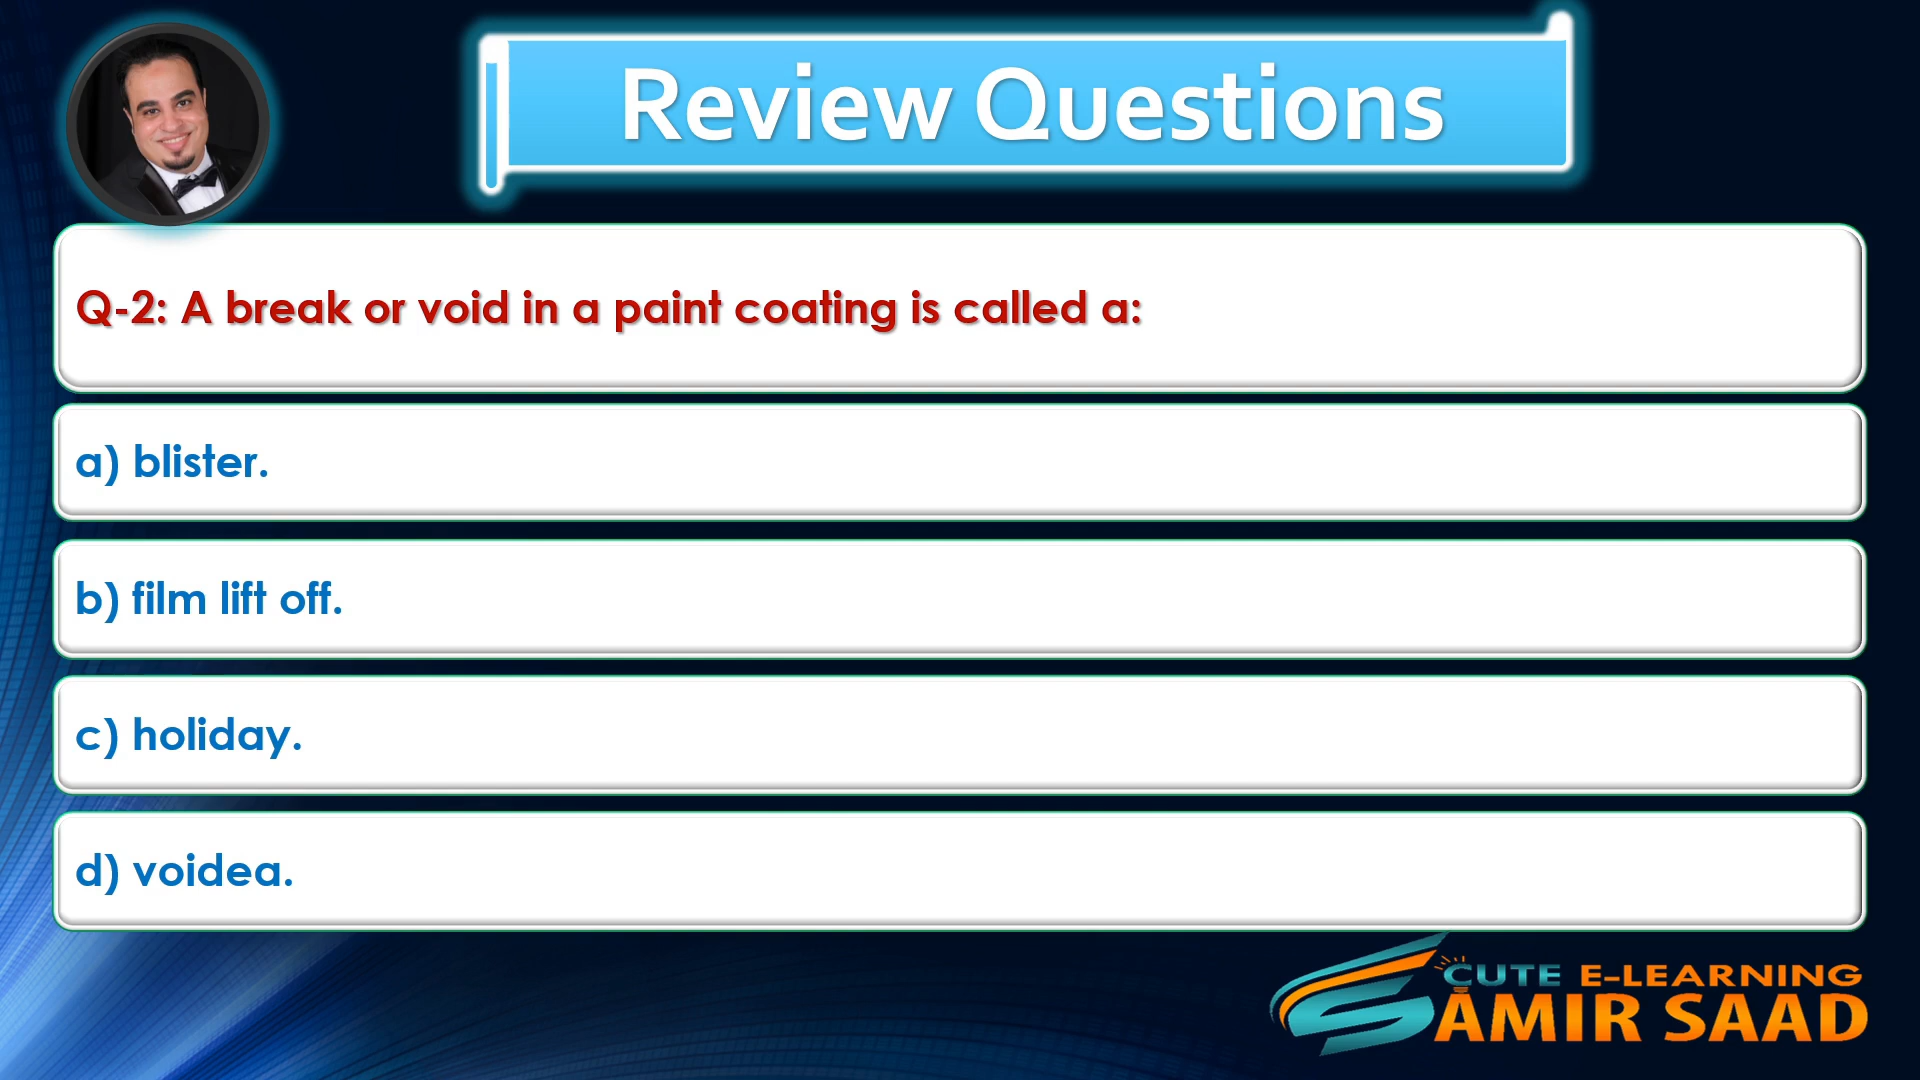 Review Questions
Q-2: A break or void in a paint coating is called a:
a) blister.
b) film lift off.
c) holiday.
d) voidea.
CUTE E-LEARNING
AMIR SAAD